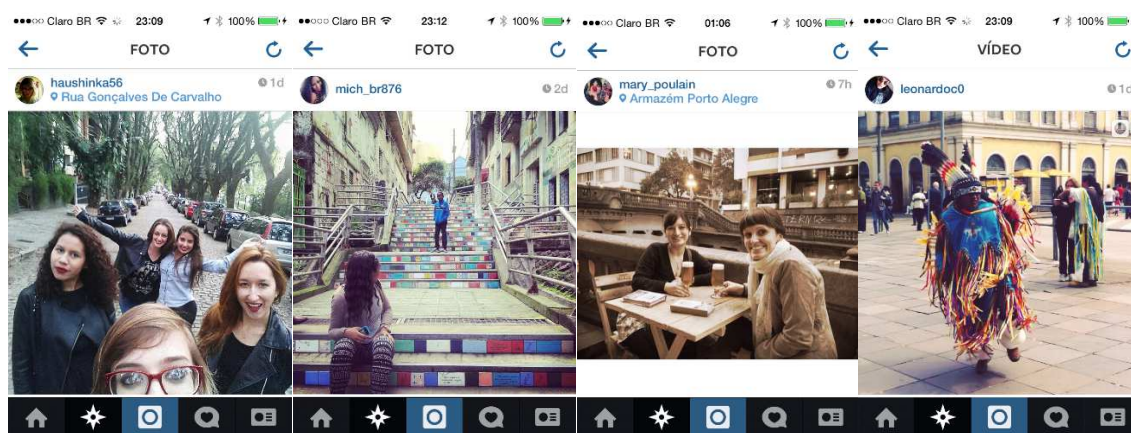 Claro BR 23:09 100%
FOTO
haushinka56 1d
Rua Gonçalves De Carvalho
Claro BR 23:12 100%
FOTO
mich_br876 2d
Claro BR 01:06 100%
FOTO
mary_poulain 7h
Armazém Porto Alegre
Claro BR 23:09 100%
VÍDEO
leonardoc0 1d